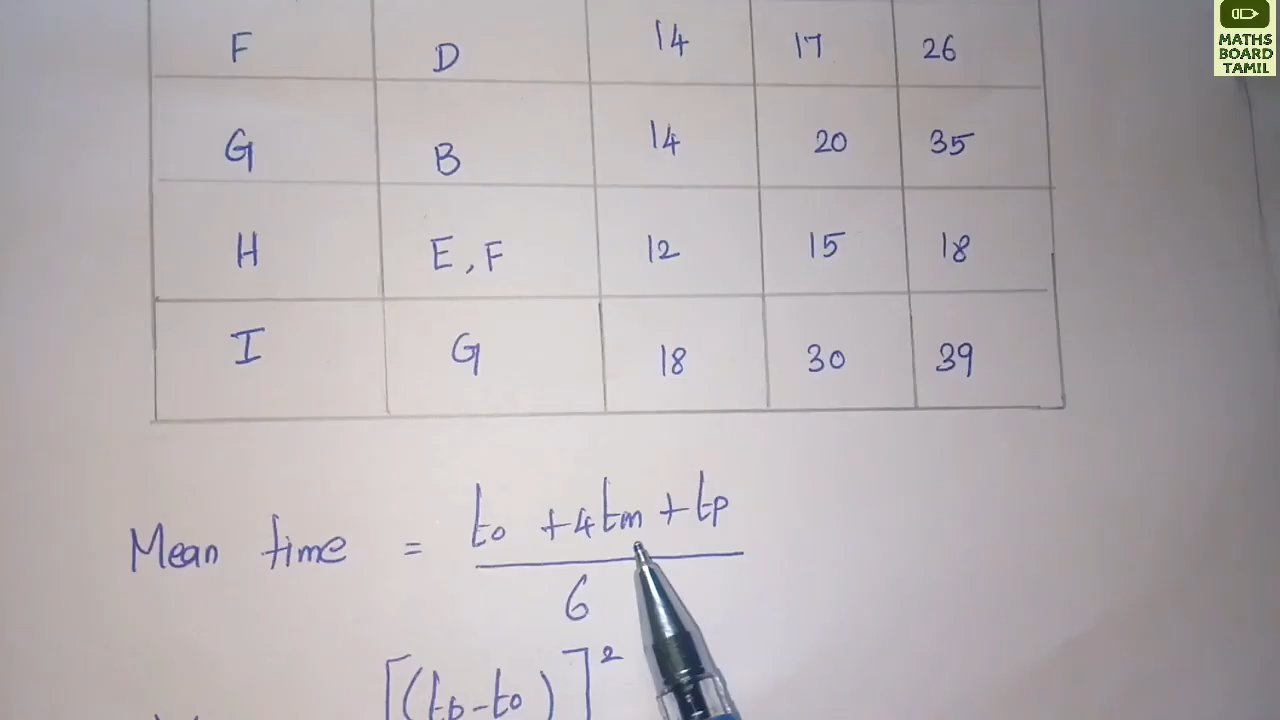 MATHS
BOARD
TAMIL
F D 14 17 26
G B 14 20 35
H E, F 12 15 18
I G 18 30 39
Mean time = to + 4tm + tp
6
[(tp - to)]²